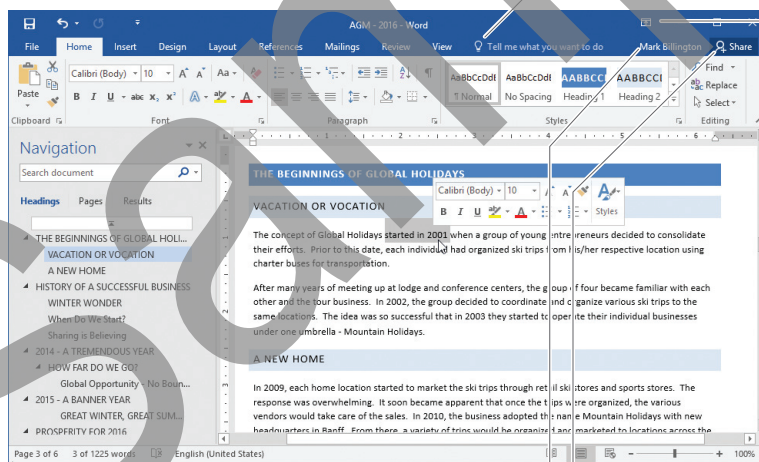 AGM - 2016 - Word
File Home Insert Design Layout References Mailings Review View Tell me what you want to do Mark Billington Share
Calibri (Body) 10 A A Aa
Find
Paste
B I U abc X₂ X² A aby A
AaBbCcDdI AaBbCcDdI AABBCCI AABBCCI
¶ Normal No Spacing Heading 1 Heading 2
Replace
Select
Clipboard Font Paragraph Styles Editing
Navigation
Search document
Headings Pages Results
THE BEGINNINGS OF GLOBAL HOLI...
VACATION OR VOCATION
A NEW HOME
HISTORY OF A SUCCESSFUL BUSINESS
WINTER WONDER
When Do We Start?
Sharing is Believing
2014 - A TREMENDOUS YEAR
HOW FAR DO WE GO?
Global Opportunity - No Boun...
2015 - A BANNER YEAR
GREAT WINTER, GREAT SUM...
PROSPERITY FOR 2016
THE BEGINNINGS OF GLOBAL HOLIDAYS
Calibri (Body) 10 A A
B I U aby A Styles
VACATION OR VOCATION
The concept of Global Holidays started in 2001 when a group of young entrepreneurs decided to consolidate
their efforts. Prior to this date, each individual had organized ski trips from his/her respective location using
charter buses for transportation.
After many years of meeting up at lodge and conference centers, the group of four became familiar with each
other and the tour business. In 2002, the group decided to coordinate and organize various ski trips to the
same locations. The idea was so successful that in 2003 they started to operate their individual businesses
under one umbrella - Mountain Holidays.
A NEW HOME
In 2009, each home location started to market the ski trips through retail ski stores and sports stores. The
response was overwhelming. It soon became apparent that once the trips were organized, the various
vendors would take care of the sales. In 2010, the business adopted the name Mountain Holidays with new
headquarters in Banff. From there, a variety of trips would be organized and marketed to locations across the
Page 3 of 6 3 of 1225 words English (United States) 100%